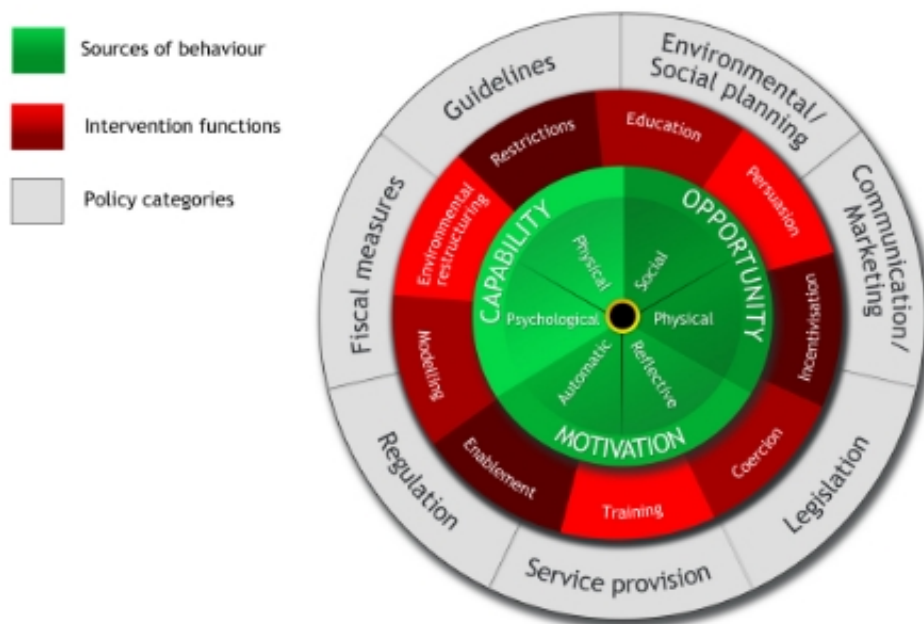 Sources of behaviour
Intervention functions
Policy categories
Guidelines
Environmental/
Social planning
Communication/
Marketing
Legislation
Service provision
Regulation
Fiscal measures
Restrictions
Education
Persuasion
Incentivisation
Coercion
Training
Enablement
Modelling
Environmental
restructuring
CAPABILITY
OPPORTUNITY
MOTIVATION
Physical
Social
Physical
Reflective
Automatic
Psychological